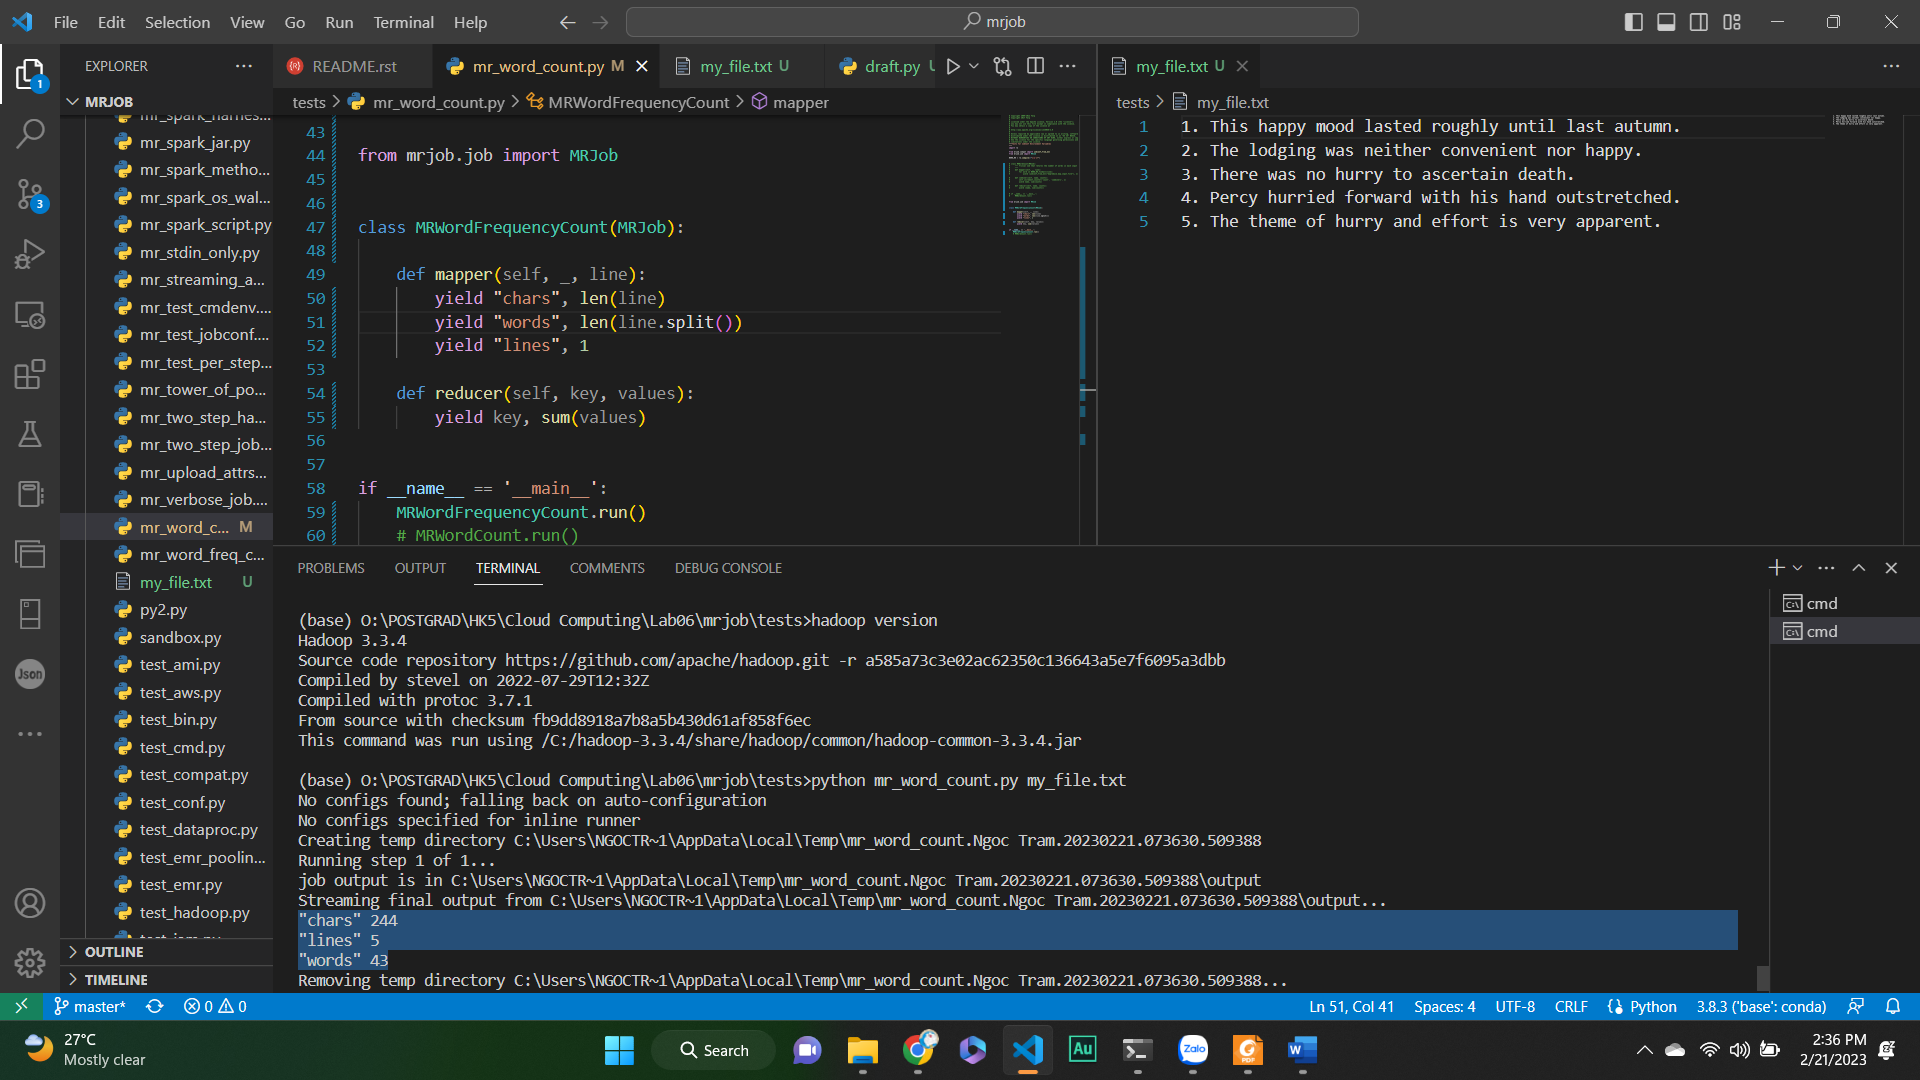 File Edit Selection View Go Run Terminal Help
mrjob
EXPLORER
MRJOB
mr_spark_harnes...
mr_spark_jar.py
mr_spark_metho...
mr_spark_os_wal...
mr_spark_script.py
mr_stdin_only.py
mr_streaming_a...
mr_test_cmdenv....
mr_test_jobconf....
mr_test_per_step...
mr_tower_of_po...
mr_two_step_ha...
mr_two_step_job...
mr_upload_attrs...
mr_verbose_job....
mr_word_c... M
mr_word_freq_c...
my_file.txt U
py2.py
sandbox.py
test_ami.py
test_aws.py
test_bin.py
test_cmd.py
test_compat.py
test_conf.py
test_dataproc.py
test_emr_poolin...
test_emr.py
test_hadoop.py
OUTLINE
TIMELINE
1
3
Json
README.rst
mr_word_count.py M
my_file.txt U
draft.py U
tests > mr_word_count.py > MRWordFrequencyCount > mapper
43
44 from mrjob.job import MRJob
45
46
47 class MRWordFrequencyCount(MRJob):
48
49 def mapper(self, _, line):
50 yield "chars", len(line)
51 yield "words", len(line.split())
52 yield "lines", 1
53
54 def reducer(self, key, values):
55 yield key, sum(values)
56
57
58 if __name__ == '__main__':
59 MRWordFrequencyCount.run()
60 # MRWordCount.run()
my_file.txt U
tests > my_file.txt
1 1. This happy mood lasted roughly until last autumn.
2 2. The lodging was neither convenient nor happy.
3 3. There was no hurry to ascertain death.
4 4. Percy hurried forward with his hand outstretched.
5 5. The theme of hurry and effort is very apparent.
PROBLEMS OUTPUT TERMINAL COMMENTS DEBUG CONSOLE
cmd
cmd
(base) O:\POSTGRAD\HK5\Cloud Computing\Lab06\mrjob\tests>hadoop version
Hadoop 3.3.4
Source code repository https://github.com/apache/hadoop.git -r a585a73c3e02ac62350c136643a5e7f6095a3dbb
Compiled by stevel on 2022-07-29T12:32Z
Compiled with protoc 3.7.1
From source with checksum fb9dd8918a7b8a5b430d61af858f6ec
This command was run using /C:/hadoop-3.3.4/share/hadoop/common/hadoop-common-3.3.4.jar
(base) O:\POSTGRAD\HK5\Cloud Computing\Lab06\mrjob\tests>python mr_word_count.py my_file.txt
No configs found; falling back on auto-configuration
No configs specified for inline runner
Creating temp directory C:\Users\NGOCTR~1\AppData\Local\Temp\mr_word_count.Ngoc Tram.20230221.073630.509388
Running step 1 of 1...
job output is in C:\Users\NGOCTR~1\AppData\Local\Temp\mr_word_count.Ngoc Tram.20230221.073630.509388\output
Streaming final output from C:\Users\NGOCTR~1\AppData\Local\Temp\mr_word_count.Ngoc Tram.20230221.073630.509388\output...
"chars" 244
"lines" 5
"words" 43
Removing temp directory C:\Users\NGOCTR~1\AppData\Local\Temp\mr_word_count.Ngoc Tram.20230221.073630.509388...
master* 0 0
Ln 51, Col 41 Spaces: 4 UTF-8 CRLF Python 3.8.3 ('base': conda)
27°C
Mostly clear
Search
Au
Zalo
PDF
W
2:36 PM
2/21/2023